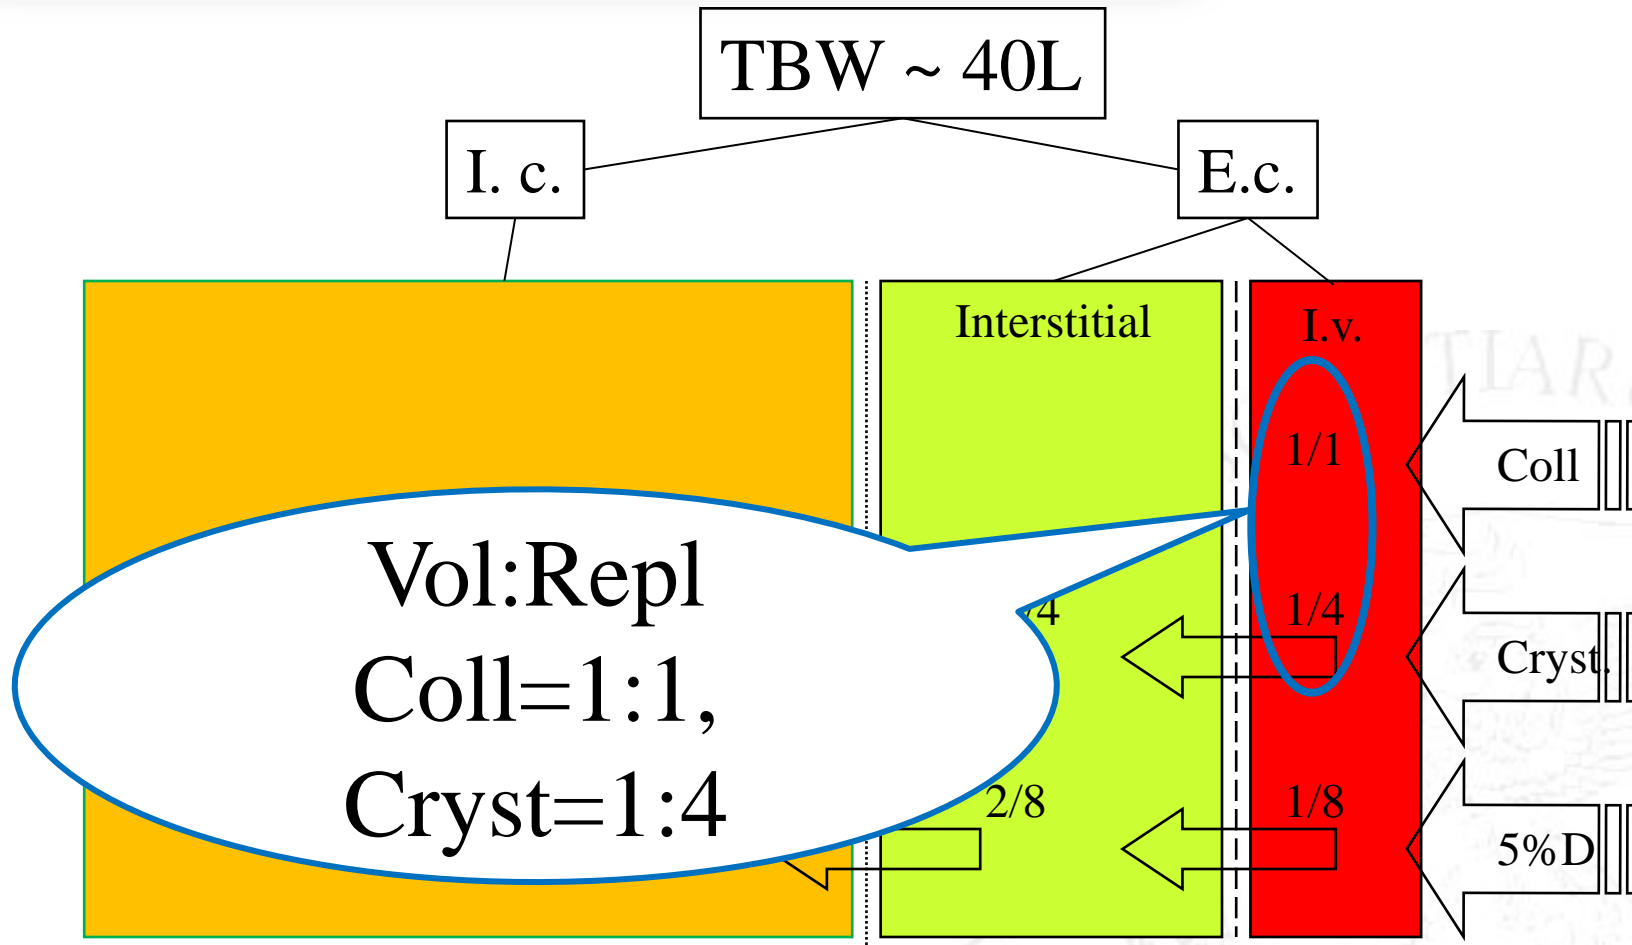 TBW ~ 40L
I. c.
E.c.
Interstitial
I.v.
1/1
Coll
Vol:Repl
Coll=1:1,
Cryst=1:4
/4
1/4
Cryst.
2/8
1/8
5%D